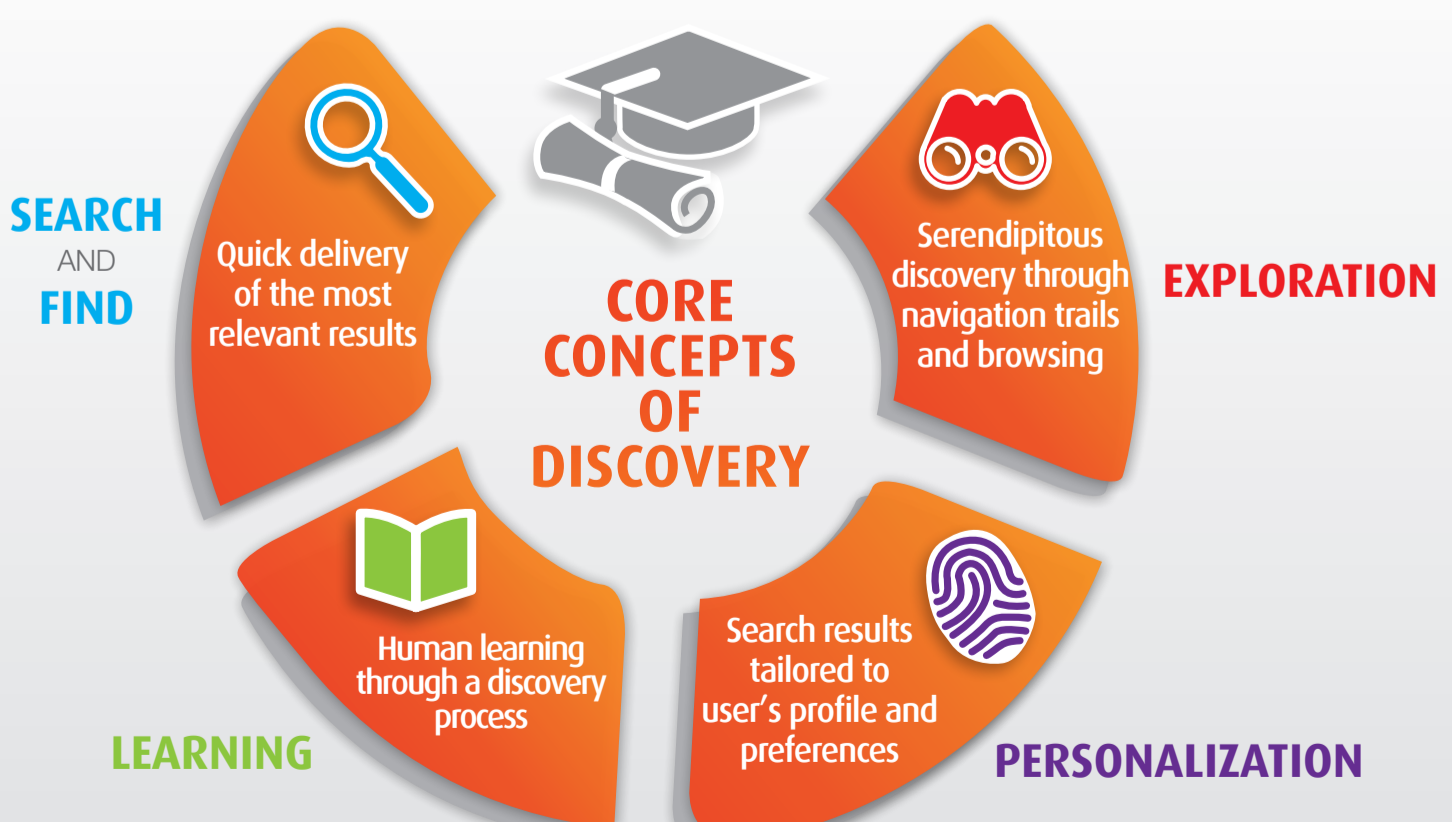 CORE
CONCEPTS
OF
DISCOVERY
SEARCH
AND
FIND
Quick delivery
of the most
relevant results
Serendipitous
discovery through
navigation trails
and browsing
EXPLORATION
LEARNING
Human learning
through a discovery
process
Search results
tailored to
user's profile and
preferences
PERSONALIZATION